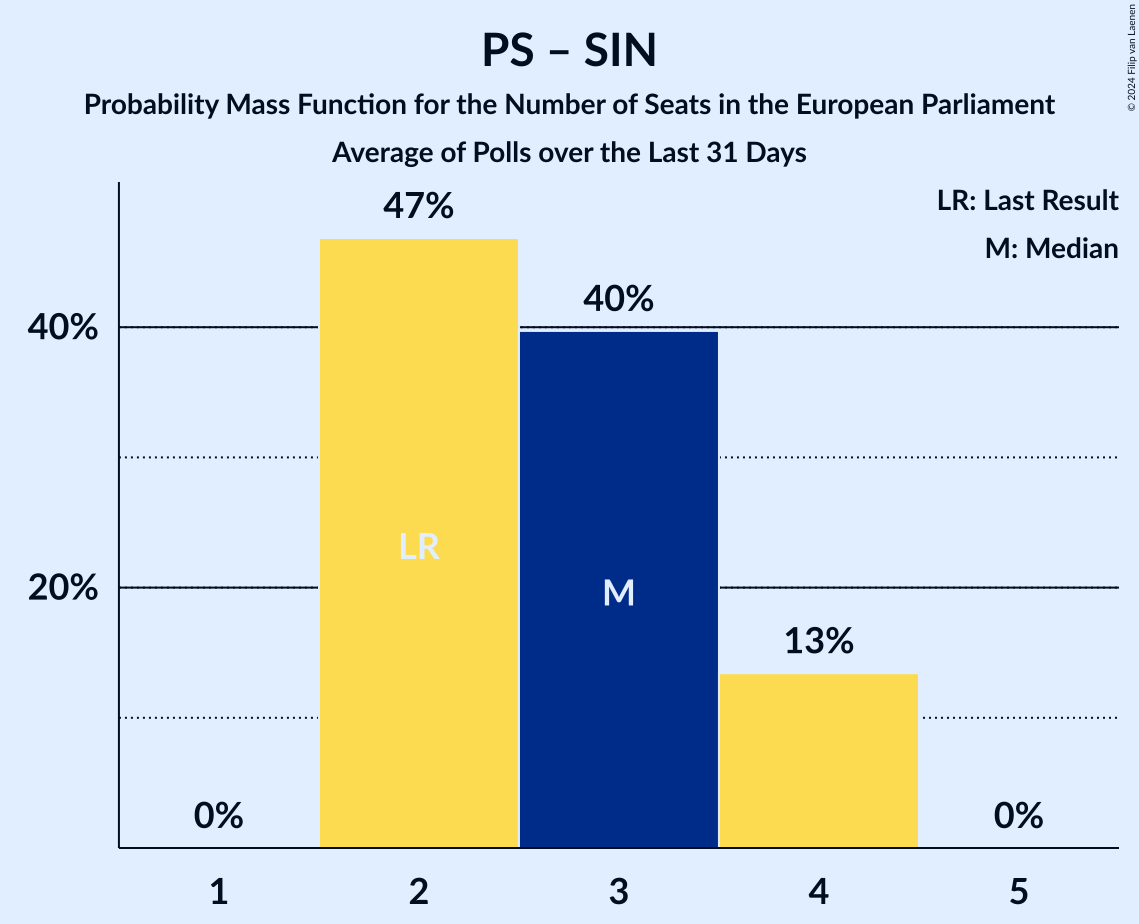 PS – SIN
Probability Mass Function for the Number of Seats in the European Parliament
Average of Polls over the Last 31 Days
© 2024 Filip van Laenen
LR: Last Result
M: Median
47%
40%
40%
LR
M
20%
13%
0%
0%
1 2 3 4 5